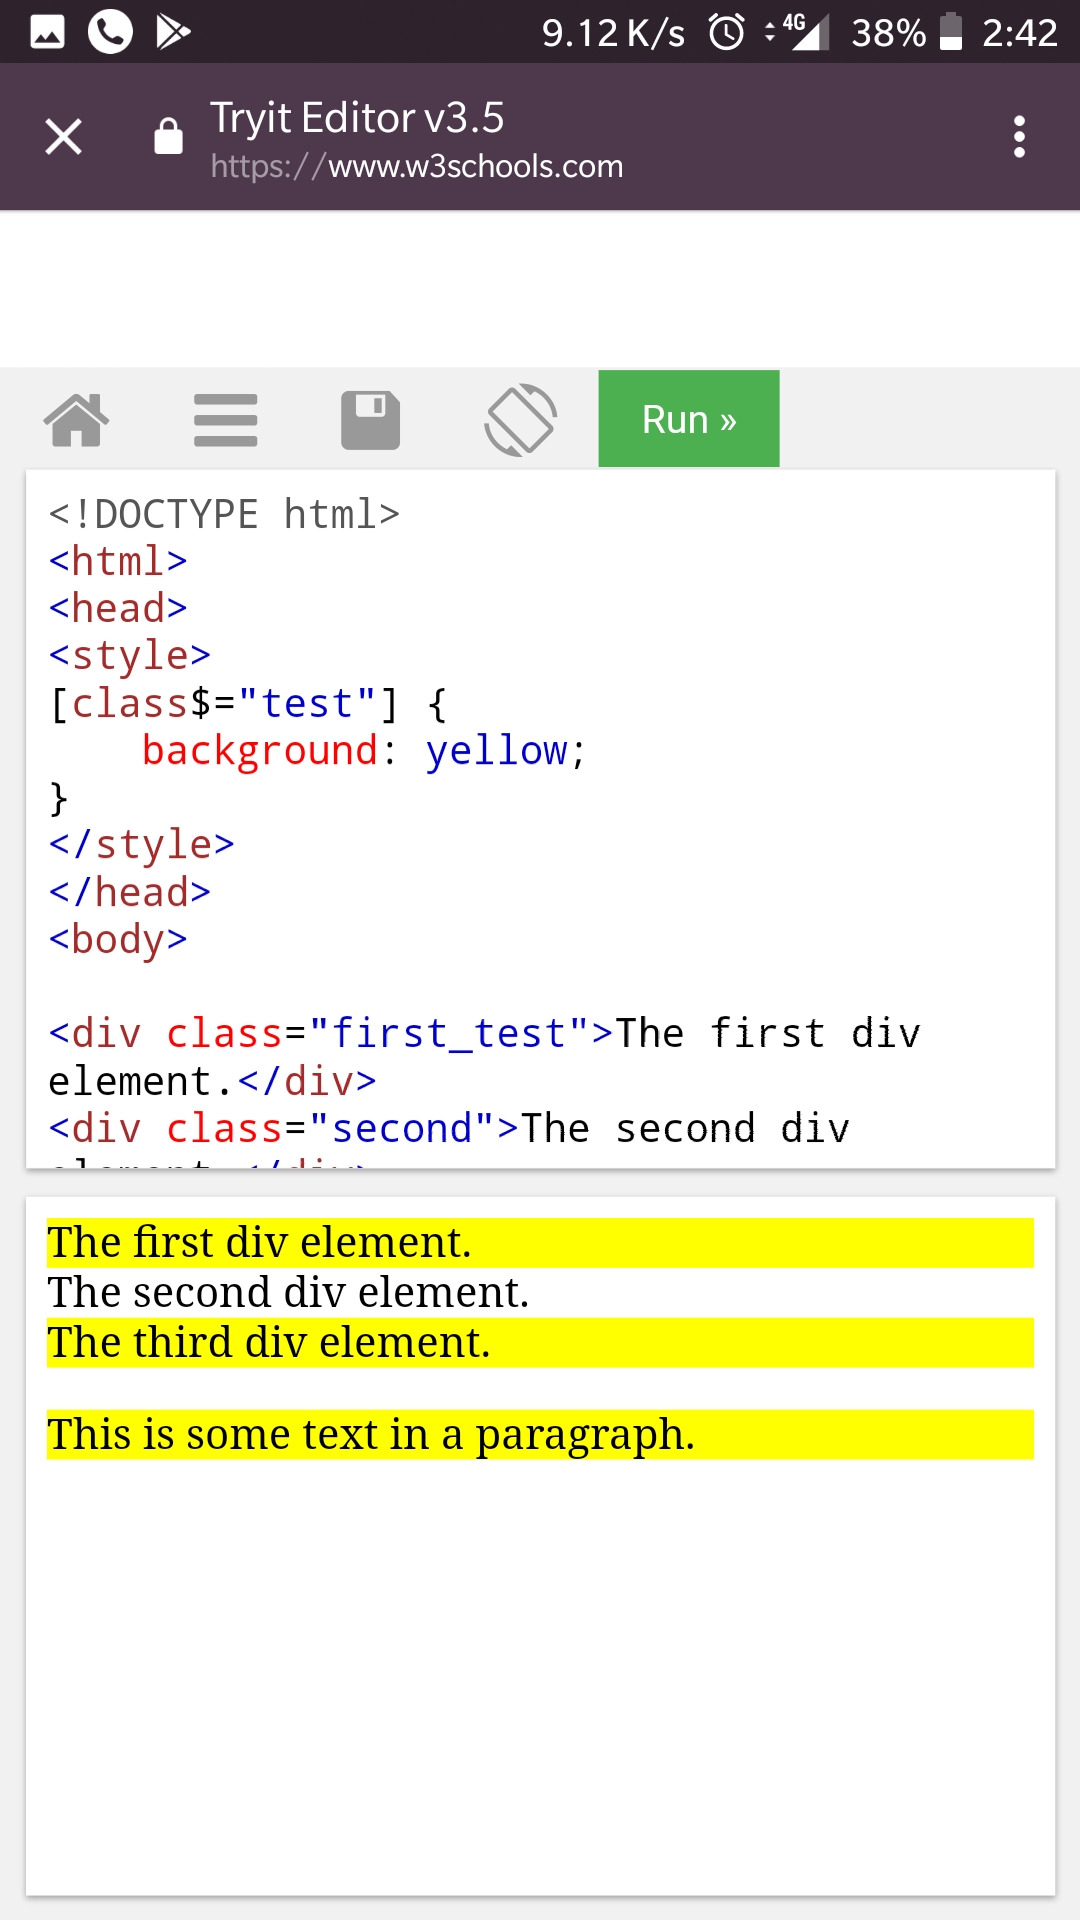 9.12 K/s 4G 38% 2:42
Tryit Editor v3.5
https://www.w3schools.com
Run »
<!DOCTYPE html>
<html>
<head>
<style>
[class$="test"] {
    background: yellow;
}
</style>
</head>
<body>
<div class="first_test">The first div
element.</div>
<div class="second">The second div
The first div element.
The second div element.
The third div element.
This is some text in a paragraph.